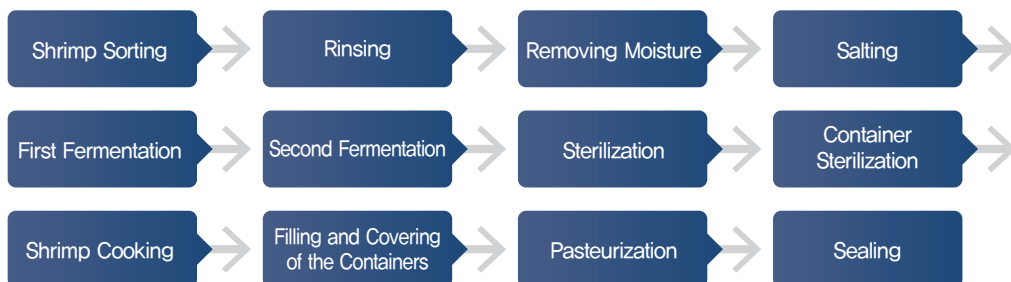 Shrimp Sorting
Rinsing
Removing Moisture
Salting
First Fermentation
Second Fermentation
Sterilization
Container
Sterilization
Shrimp Cooking
Filling and Covering
of the Containers
Pasteurization
Sealing